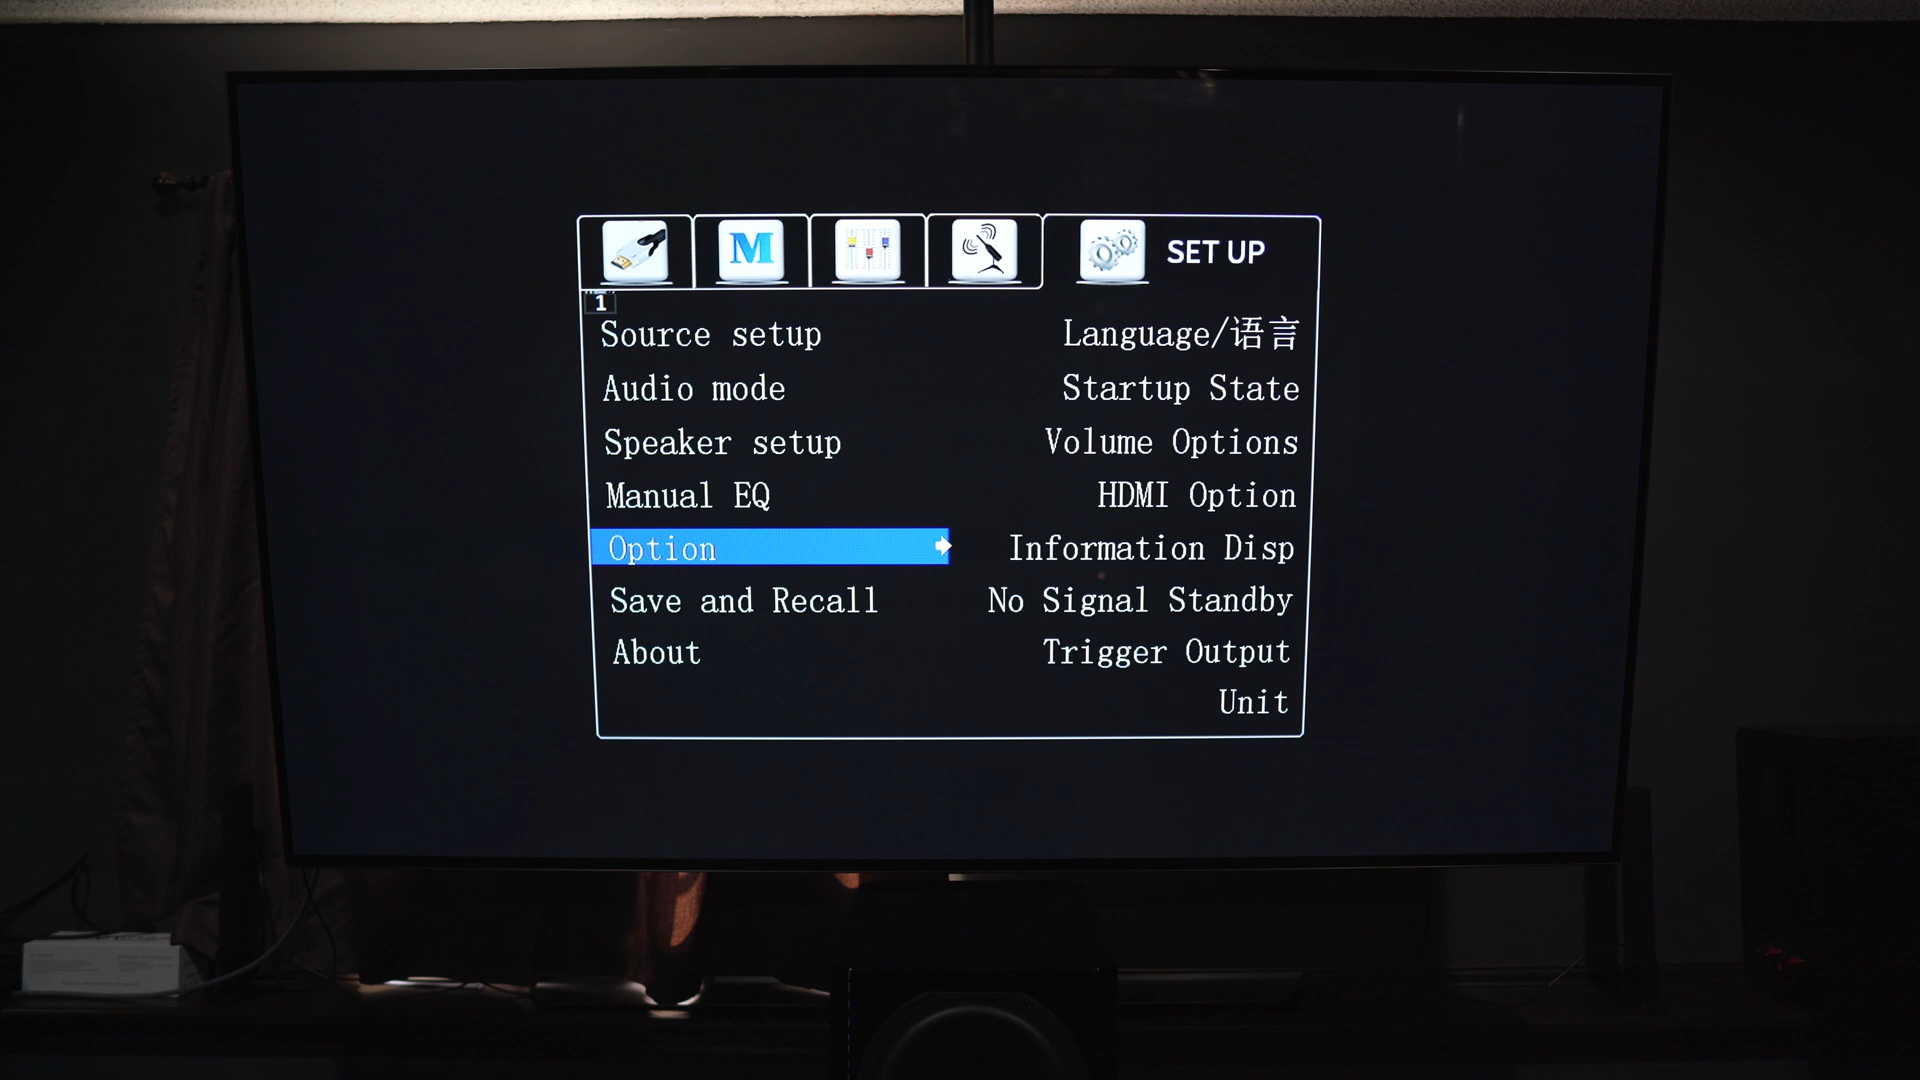 M
SET UP
1
Source setup
Audio mode
Speaker setup
Manual EQ
Option
Save and Recall
About
Language/语言
Startup State
Volume Options
HDMI Option
Information Disp
No Signal Standby
Trigger Output
Unit